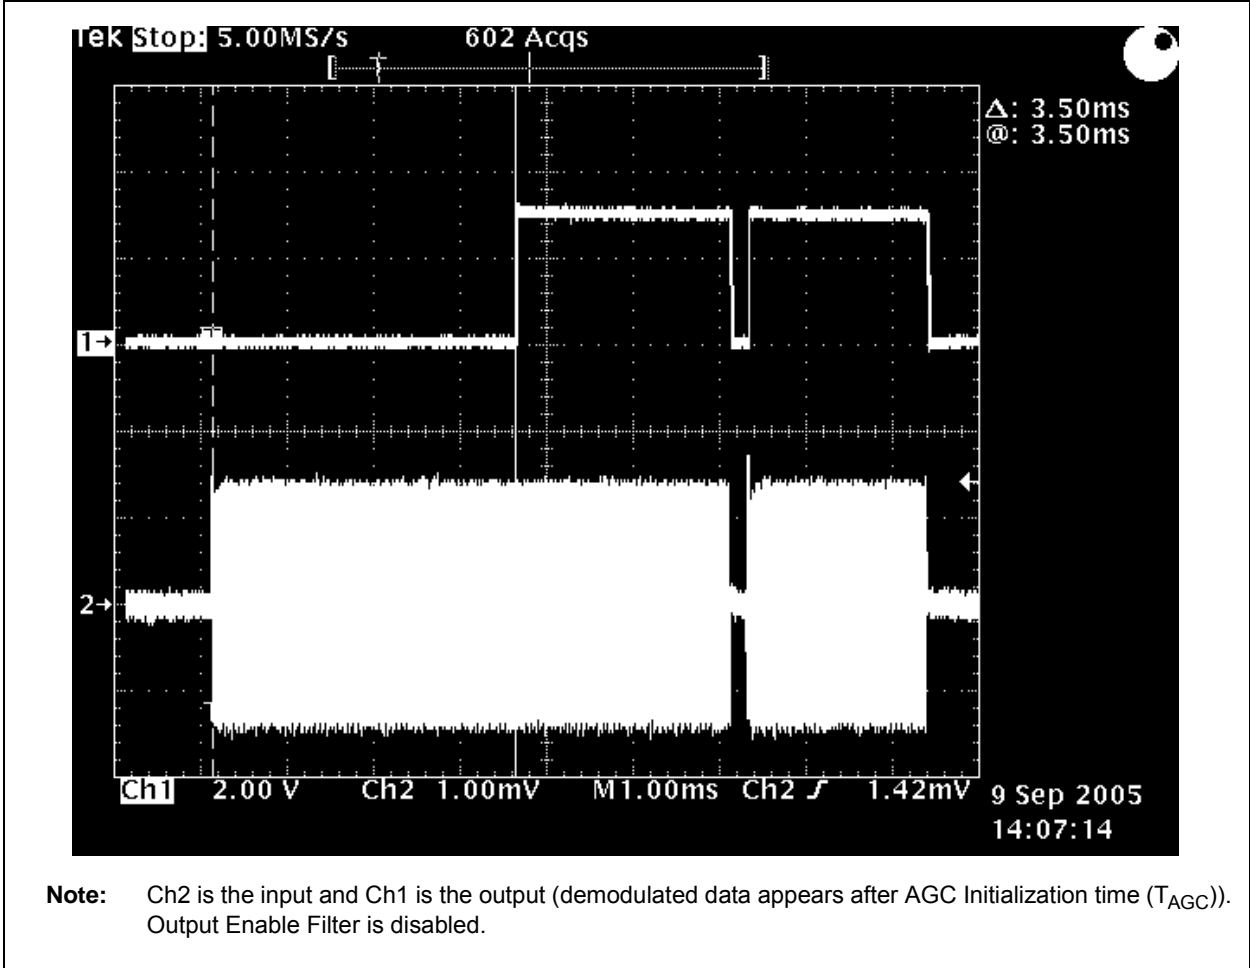 Tek Stop: 5.00MS/s 602 Acqs
Δ: 3.50ms
@: 3.50ms
1→
2→
Ch1 2.00 V Ch2 1.00mV M1.00ms Ch2 ʃ 1.42mV
9 Sep 2005
14:07:14
Note: Ch2 is the input and Ch1 is the output (demodulated data appears after AGC Initialization time (TAGC)).
Output Enable Filter is disabled.